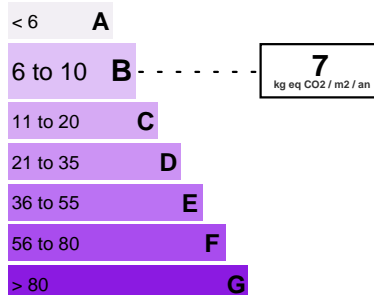 < 6 A
6 to 10 B
7
kg eq CO2 / m2 / an
11 to 20 C
21 to 35 D
36 to 55 E
56 to 80 F
> 80 G